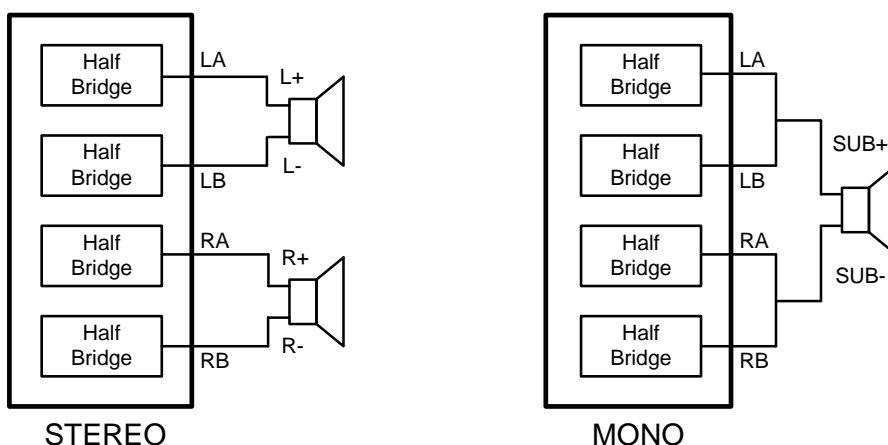 Half
Bridge
LA
L+
Half
Bridge
LB
L-
Half
Bridge
RA
R+
Half
Bridge
RB
R-
STEREO
Half
Bridge
LA
Half
Bridge
LB
SUB+
Half
Bridge
RA
SUB-
Half
Bridge
RB
MONO